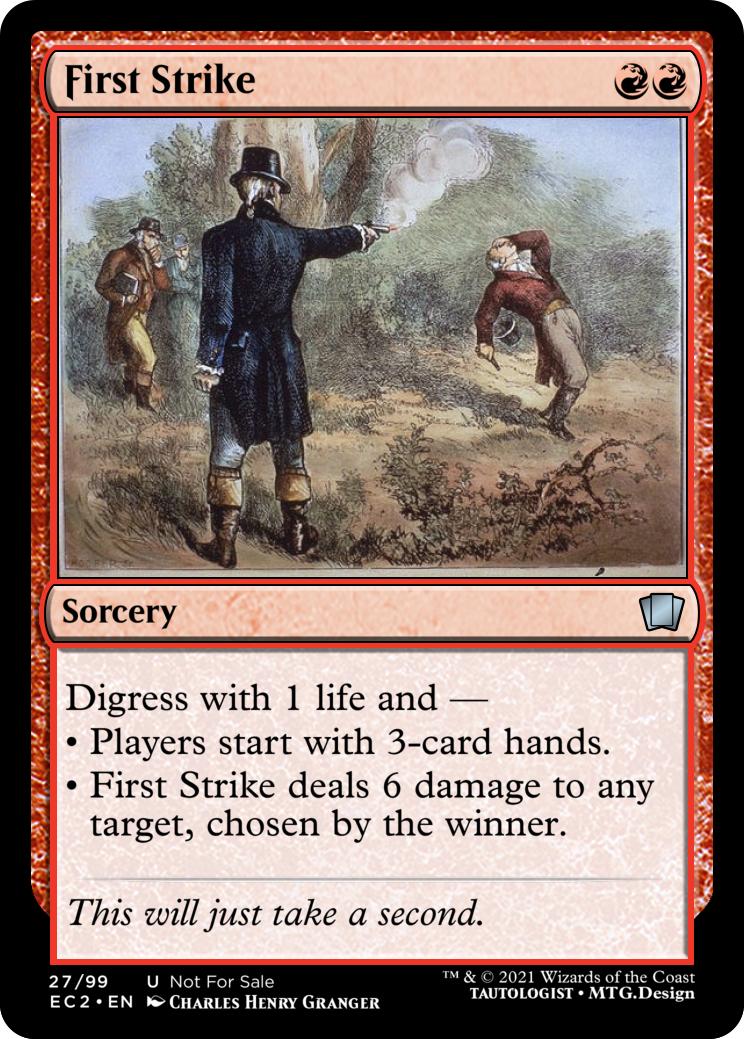 First Strike
Sorcery
Digress with 1 life and —
• Players start with 3-card hands.
• First Strike deals 6 damage to any
target, chosen by the winner.
This will just take a second.
27/99 U Not For Sale
EC2 • EN CHARLES HENRY GRANGER
™ & © 2021 Wizards of the Coast
TAUTOLOGIST • MTG.DESIGN